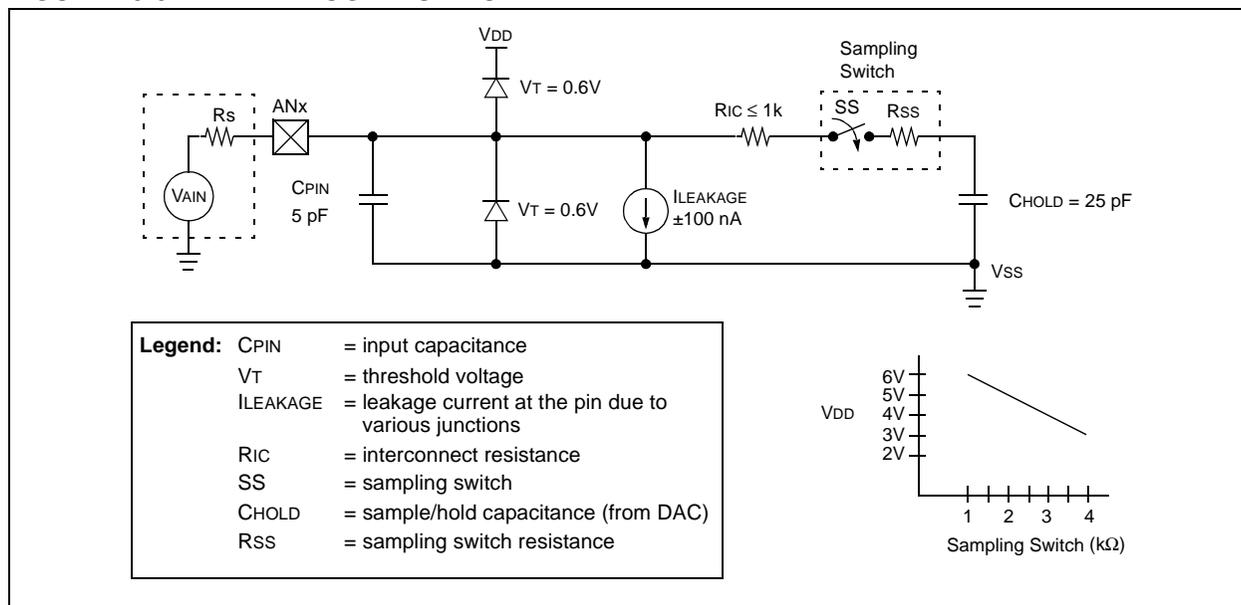 VDD
Sampling
Switch
VT = 0.6V
ANx
RS
RIC ≤ 1k
SS
RSS
VAIN
CPIN
5 pF
VT = 0.6V
ILEAKAGE
±100 nA
CHOLD = 25 pF
VSS
Legend: CPIN = input capacitance
VT = threshold voltage
ILEAKAGE = leakage current at the pin due to
various junctions
RIC = interconnect resistance
SS = sampling switch
CHOLD = sample/hold capacitance (from DAC)
RSS = sampling switch resistance
VDD
6V
5V
4V
3V
2V
1 2 3 4
Sampling Switch (kΩ)